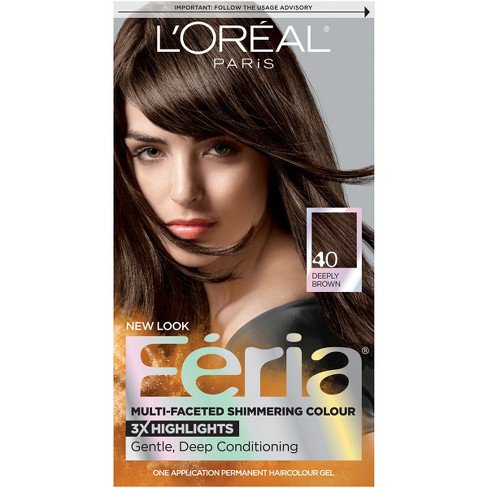 IMPORTANT: FOLLOW THE USAGE ADVISORY
L'ORÉAL®
PARIS
40
DEEPLY
BROWN
NEW LOOK
Féria®
MULTI-FACETED SHIMMERING COLOUR
3X HIGHLIGHTS
Gentle, Deep Conditioning
ONE APPLICATION PERMANENT HAIRCOLOUR GEL